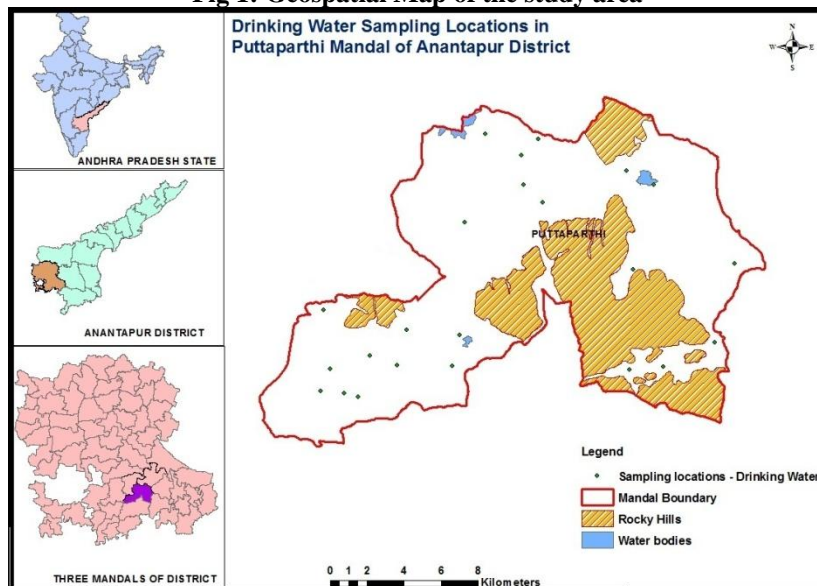 Fig 1: Geospatial Map of the study area
Drinking Water Sampling Locations in
Puttaparthi Mandal of Anantapur District
N
W E
S
ANDHRA PRADESH STATE
ANANTAPUR DISTRICT
THREE MANDALS OF DISTRICT
PUTTAPARTHI
Legend
Sampling locations - Drinking Water
Mandal Boundary
Rocky Hills
Water bodies
0 1 2 4 6 8
Kilometers